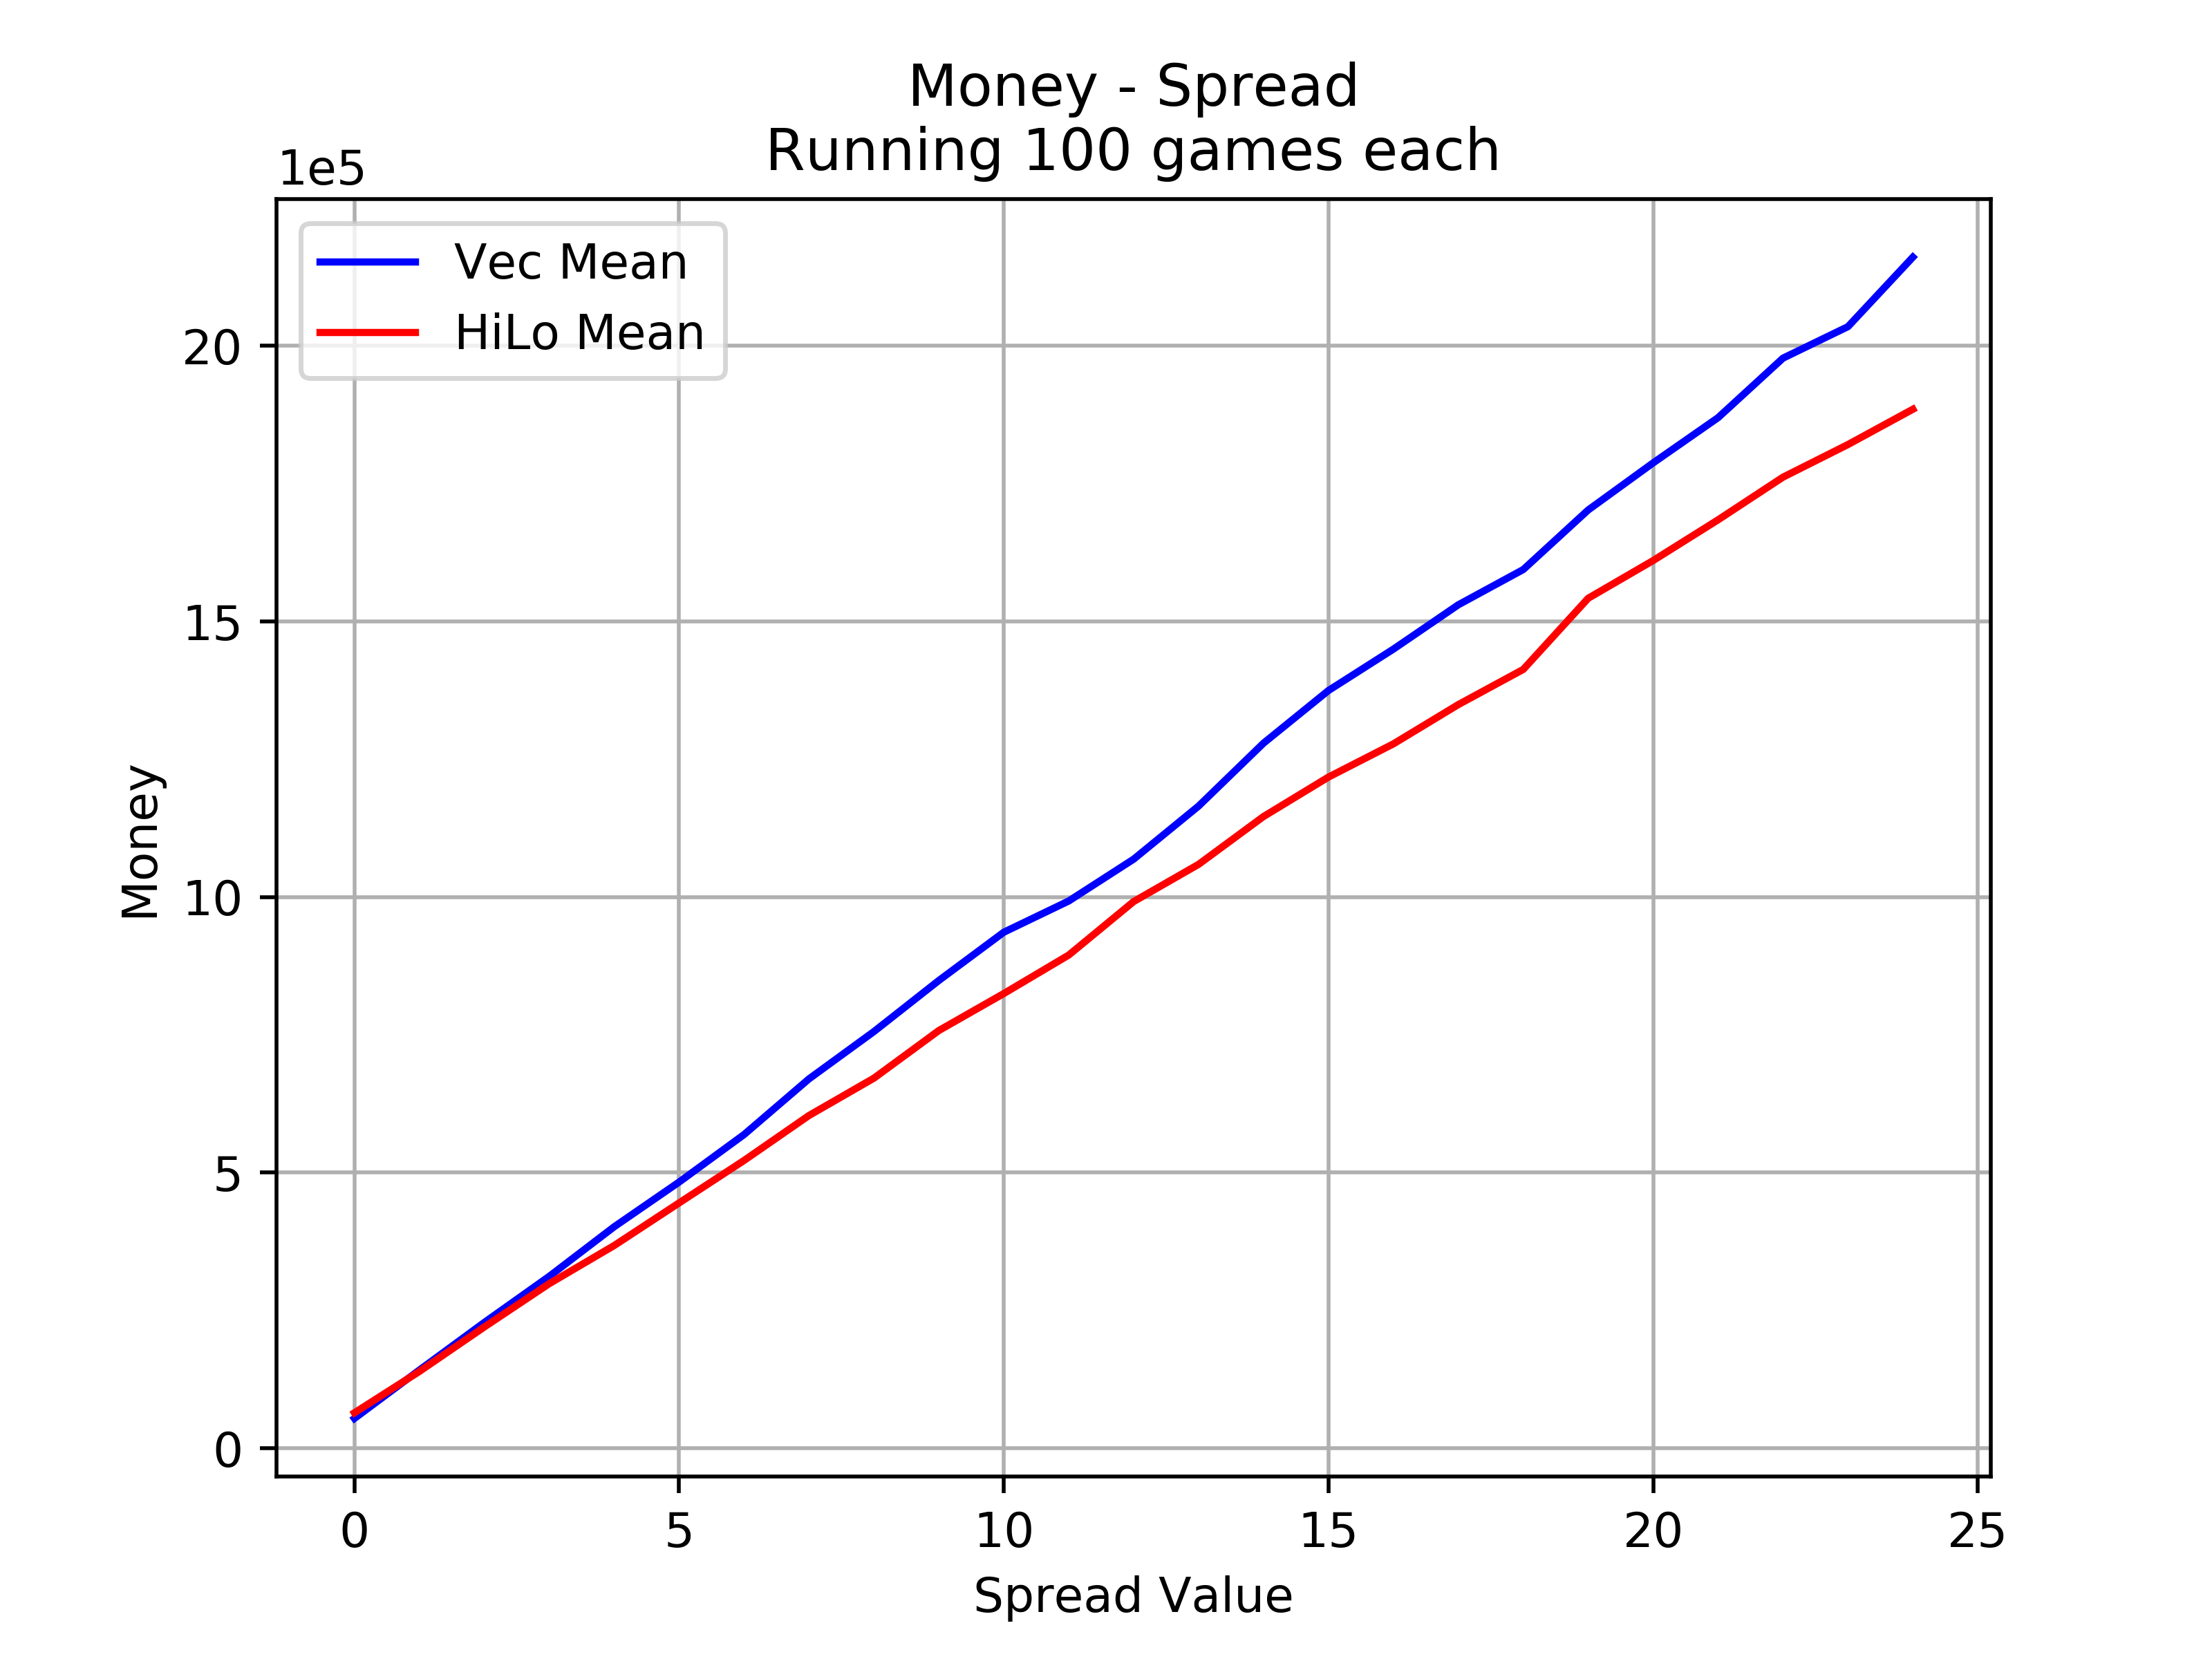 Money - Spread
Running 100 games each
1e5
Vec Mean
HiLo Mean
20
15
10
5
0
Money
0 5 10 15 20 25
Spread Value